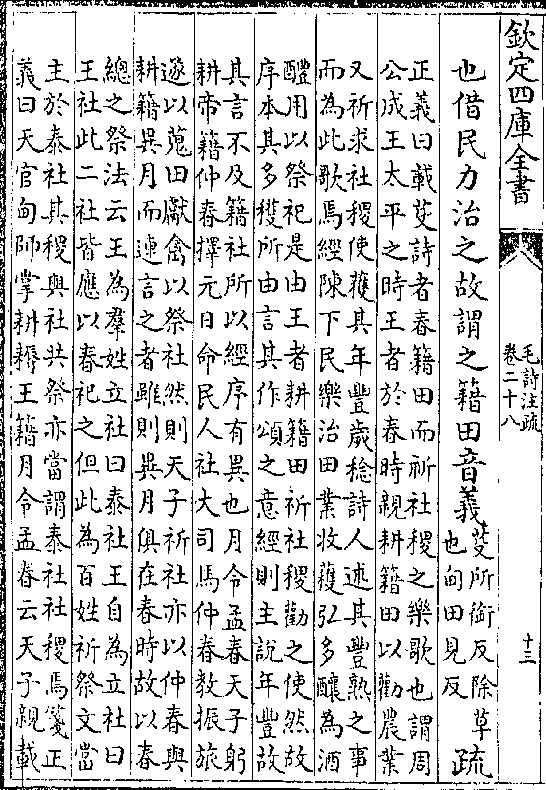 欽定四庫全書
毛詩注疏
卷二十八
十三
也借民力治之故謂之籍田音義芟所銜反除草
也甸田見反
疏
正義曰載芟詩者春籍田而祈社稷之樂歌也謂周
公成王太平之時王者於春時親耕籍田以勸農業
又祈求社稷使獲其年豐歲稔詩人述其豐熟之事
而為此歌焉經陳下民樂治田業收穫弘多釀為酒
醴用以祭祀是由王者耕籍田祈社稷勸之使然故
序本其多穫所由言其作頌之意經則主說年豐故
其言不及籍社所以經序有異也月令孟春天子躬
耕帝籍仲春擇元日命民人社大司馬仲春教振旅
遂以蒐田獻禽以祭社然則天子祈社亦以仲春與
耕籍異月而連言之者雖則異月俱在春時故以春
總之祭法云王為羣姓立社曰泰社王自為立社曰
王社此二社皆應以春祀之但此為百姓祈祭文當
主於泰社其稷與社共祭亦當謂泰社社稷焉箋正
義曰天官甸師掌耕耨王籍月令孟春云天子親載